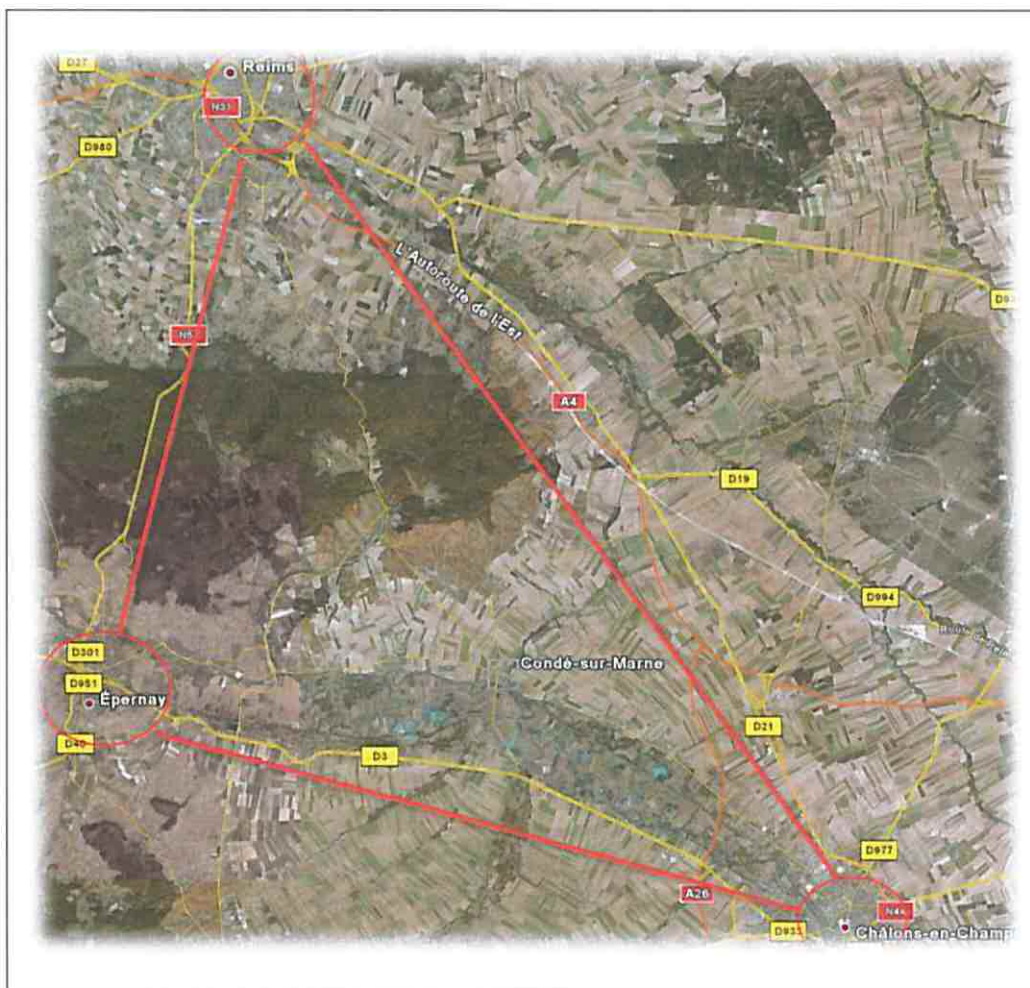 D27
Reims
N31
D980
L'Autoroute de l'Est
N51
A4
D19
D994
D301
Condé-sur-Marne
D951
Épernay
D21
D40
D3
D977
A26
N44
D933
Châlons-en-Champ